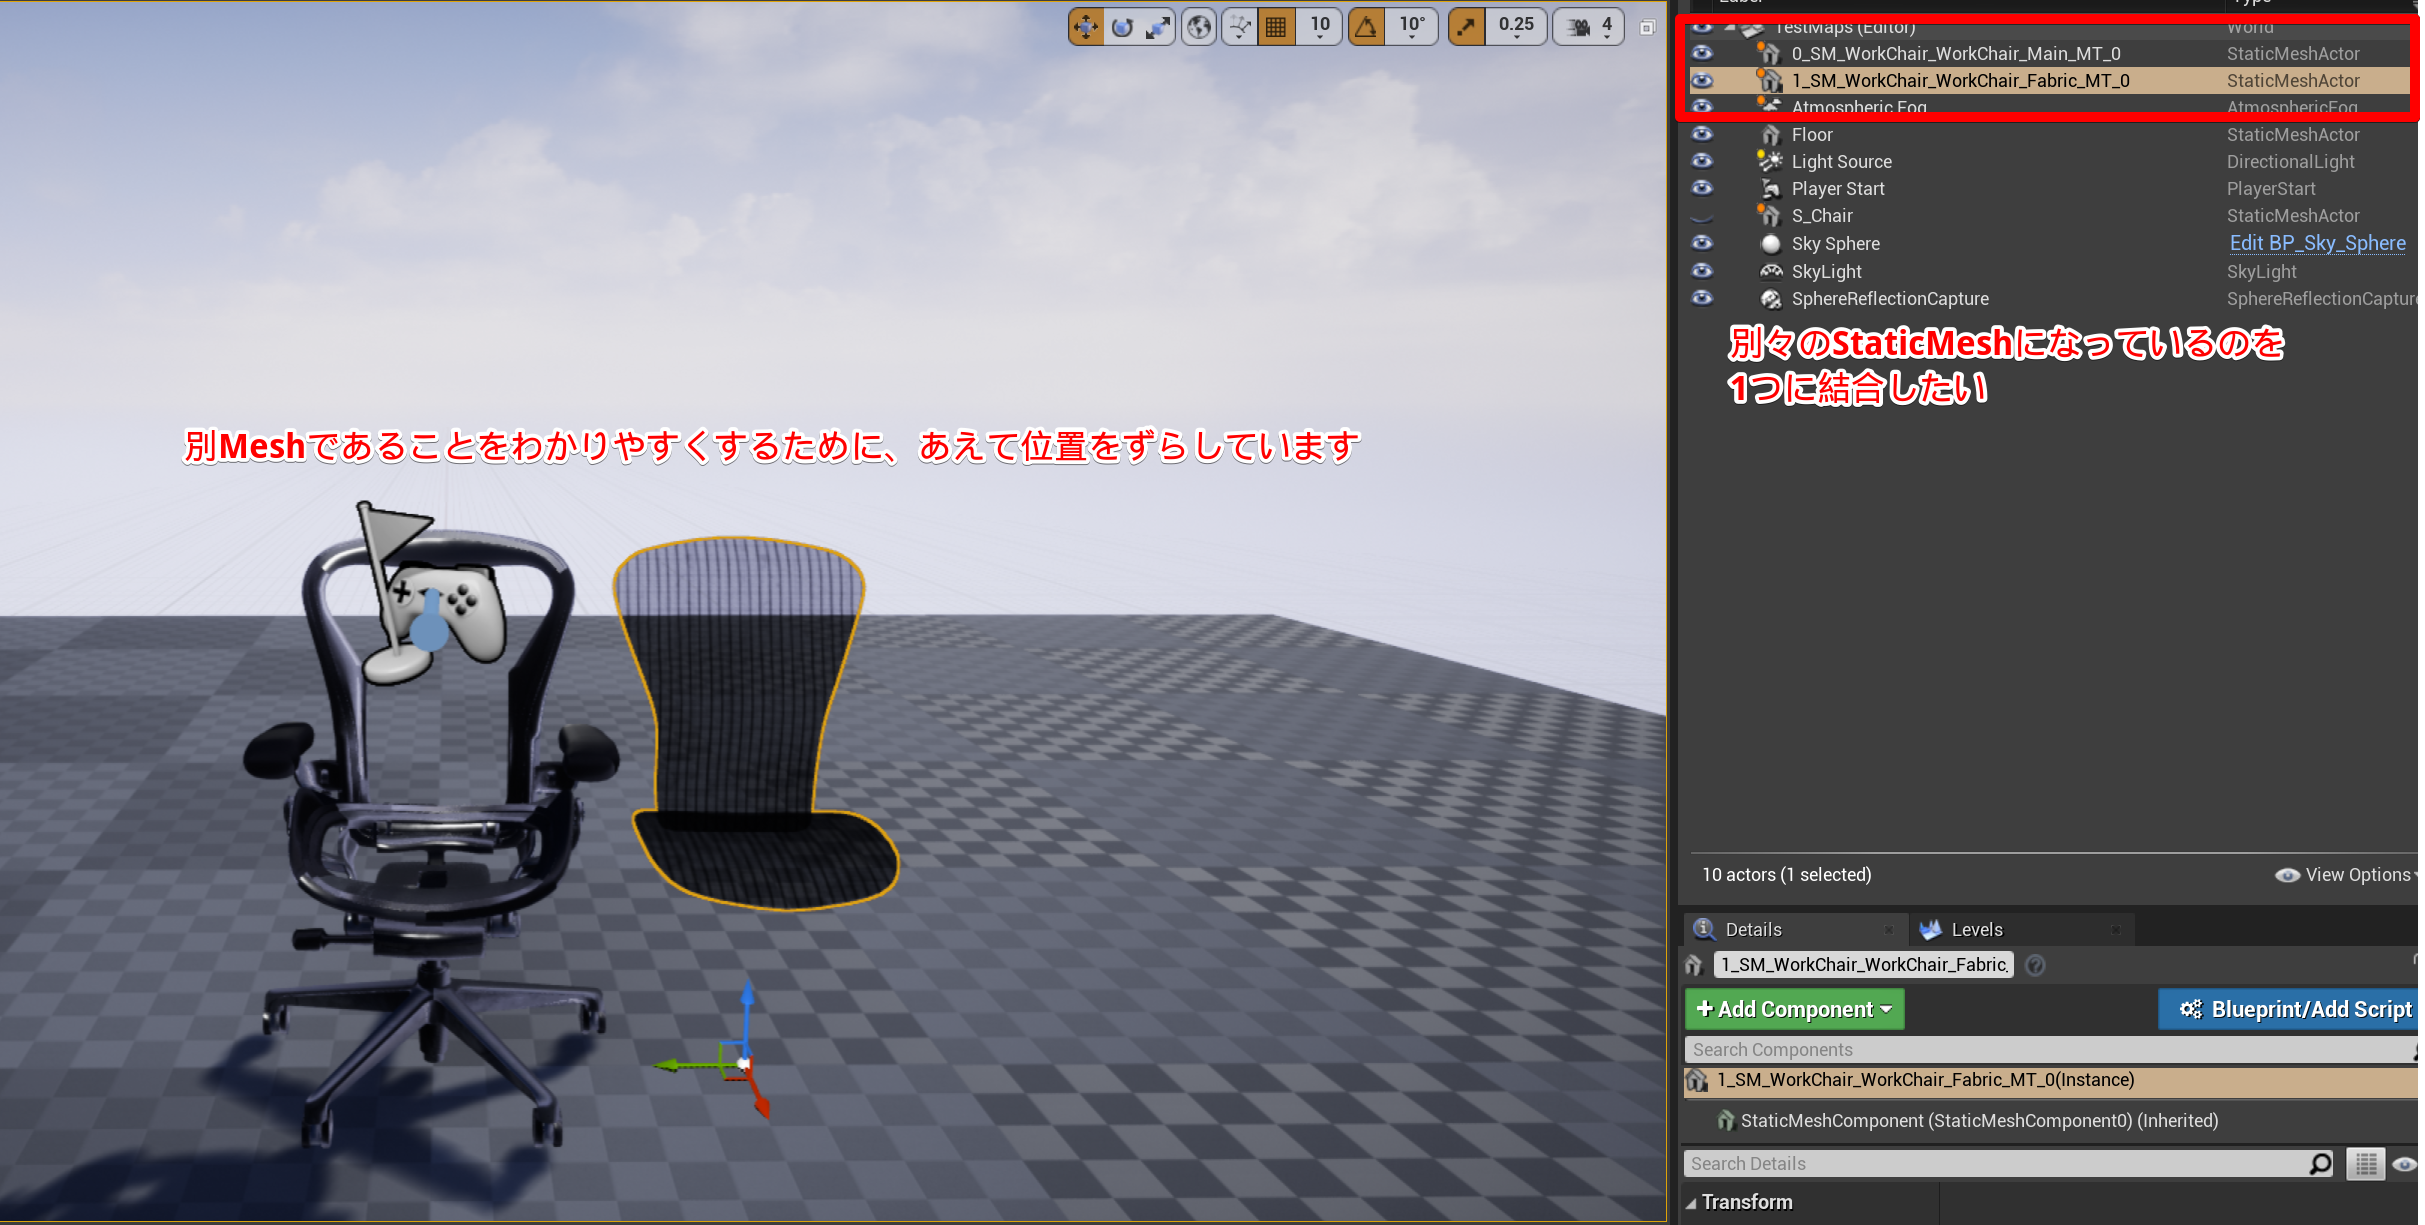 10
10°
0.25
4
TestMaps (Editor) World
0_SM_WorkChair_WorkChair_Main_MT_0 StaticMeshActor
1_SM_WorkChair_WorkChair_Fabric_MT_0 StaticMeshActor
Atmospheric Fog AtmosphericFog
Floor StaticMeshActor
Light Source DirectionalLight
Player Start PlayerStart
S_Chair StaticMeshActor
Sky Sphere Edit BP_Sky_Sphere
SkyLight SkyLight
SphereReflectionCapture SphereReflectionCapture
別々のStaticMeshになっているのを
1つに結合したい
別Meshであることをわかりやすくするために、あえて位置をずらしています
10 actors (1 selected) View Options
Details Levels
1_SM_WorkChair_WorkChair_Fabric_
+ Add Component Blueprint/Add Script
Search Components
1_SM_WorkChair_WorkChair_Fabric_MT_0(Instance)
StaticMeshComponent (StaticMeshComponent0) (Inherited)
Search Details
Transform